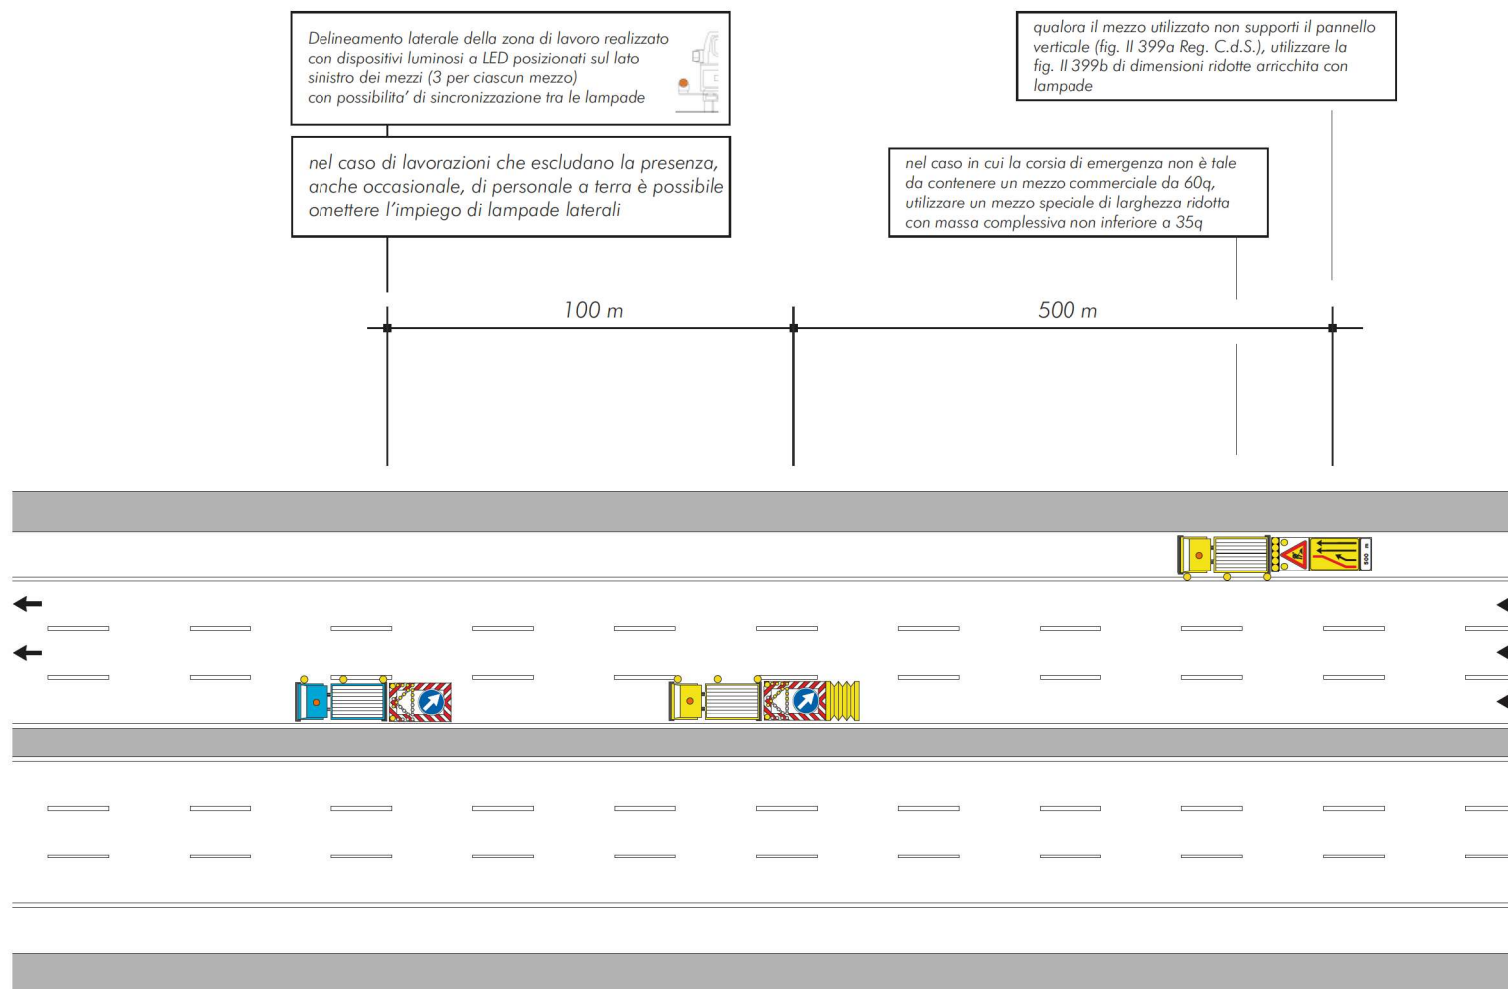 Delineamento laterale della zona di lavoro realizzato
con dispositivi luminosi a LED posizionati sul lato
sinistro dei mezzi (3 per ciascun mezzo)
con possibilita’ di sincronizzazione tra le lampade
nel caso di lavorazioni che escludano la presenza,
anche occasionale, di personale a terra è possibile
omettere l’impiego di lampade laterali
qualora il mezzo utilizzato non supporti il pannello
verticale (fig. II 399a Reg. C.d.S.), utilizzare la
fig. II 399b di dimensioni ridotte arricchita con
lampade
nel caso in cui la corsia di emergenza non è tale
da contenere un mezzo commerciale da 60q,
utilizzare un mezzo speciale di larghezza ridotta
con massa complessiva non inferiore a 35q
100 m
500 m
500 m